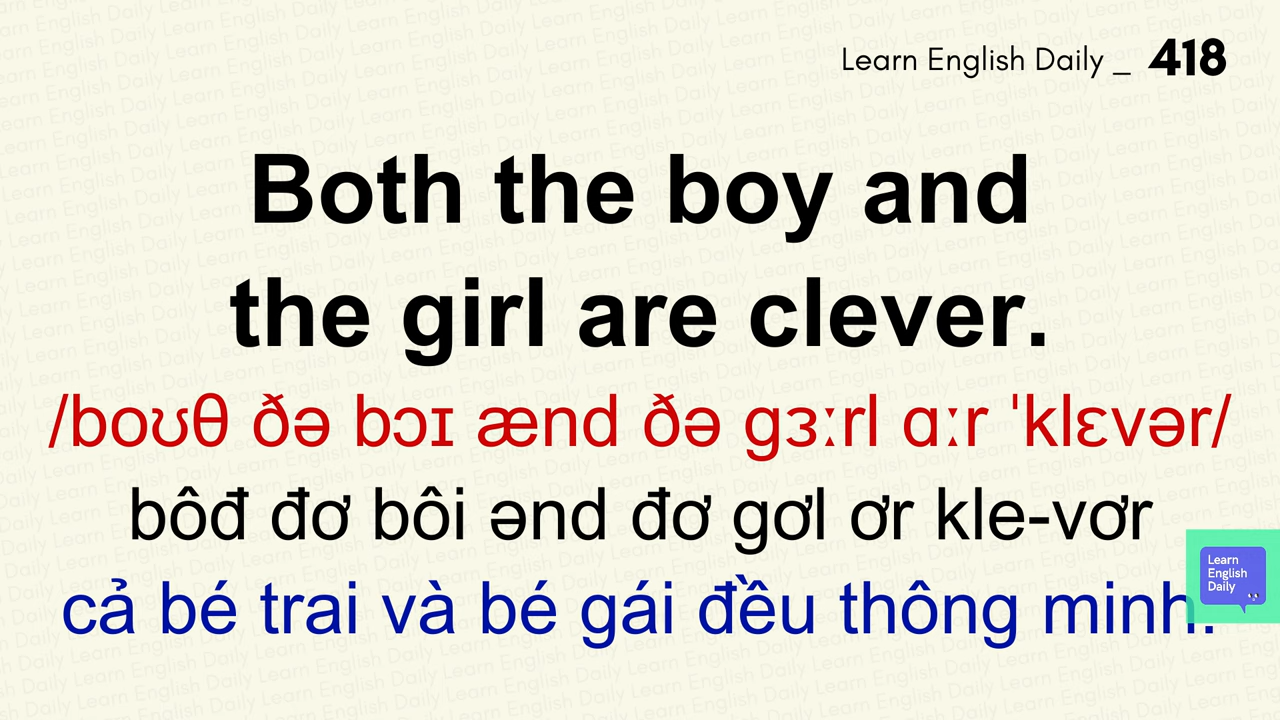 Learn English Daily _ 418
Both the boy and
the girl are clever.
/boʊθ ðə bɔɪ ænd ðə gɜːrl ɑːr ˈklɛvər/
bôđ đơ bôi ənd đơ gơl ơr kle-vơr
cả bé trai và bé gái đều thông minh.
Learn
English
Daily